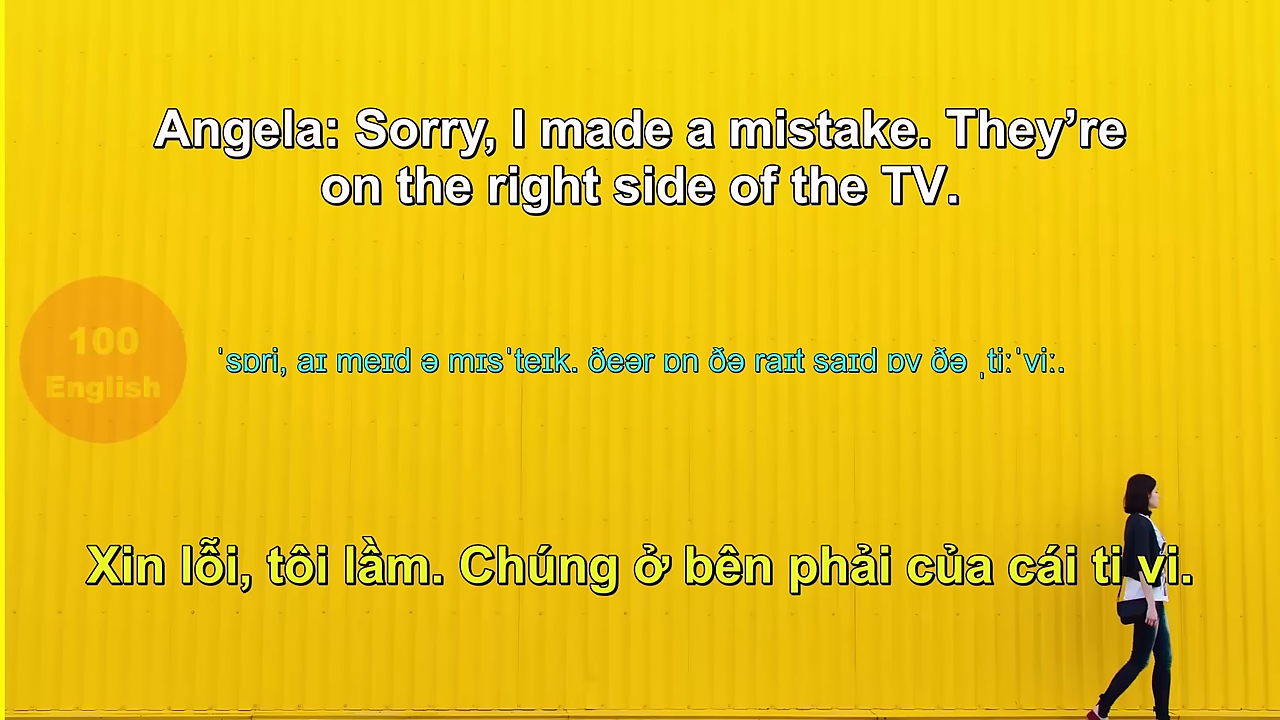 Angela: Sorry, I made a mistake. They’re
on the right side of the TV.
100
English
ˈsɒri, aɪ meɪd ə mɪsˈteɪk. ðeər ɒn ðə raɪt saɪd ɒv ðə ˌtiːˈviː.
Xin lỗi, tôi lầm. Chúng ở bên phải của cái ti vi.